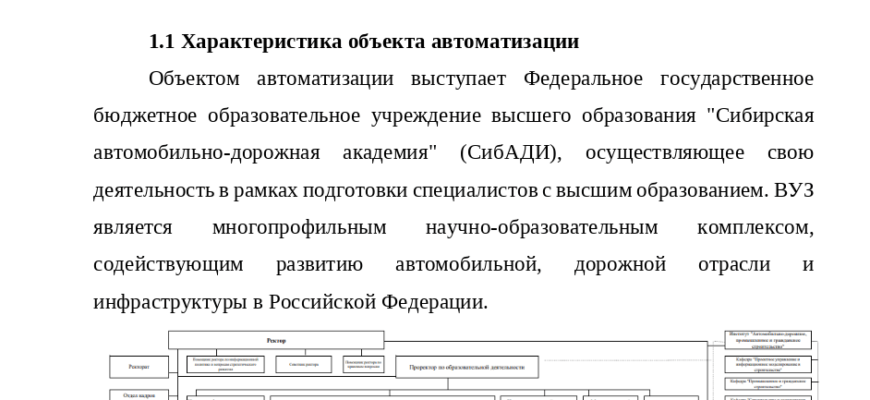 1.1 Характеристика объекта автоматизации
Объектом автоматизации выступает Федеральное государственное
бюджетное образовательное учреждение высшего образования "Сибирская
автомобильно-дорожная академия" (СибАДИ), осуществляющее свою
деятельность в рамках подготовки специалистов с высшим образованием. ВУЗ
является многопрофильным научно-образовательным комплексом,
содействующим развитию автомобильной, дорожной отрасли и
инфраструктуры в Российской Федерации.
Ректор
Ректорат
Проректор по образовательной деятельности
Отдел кадров